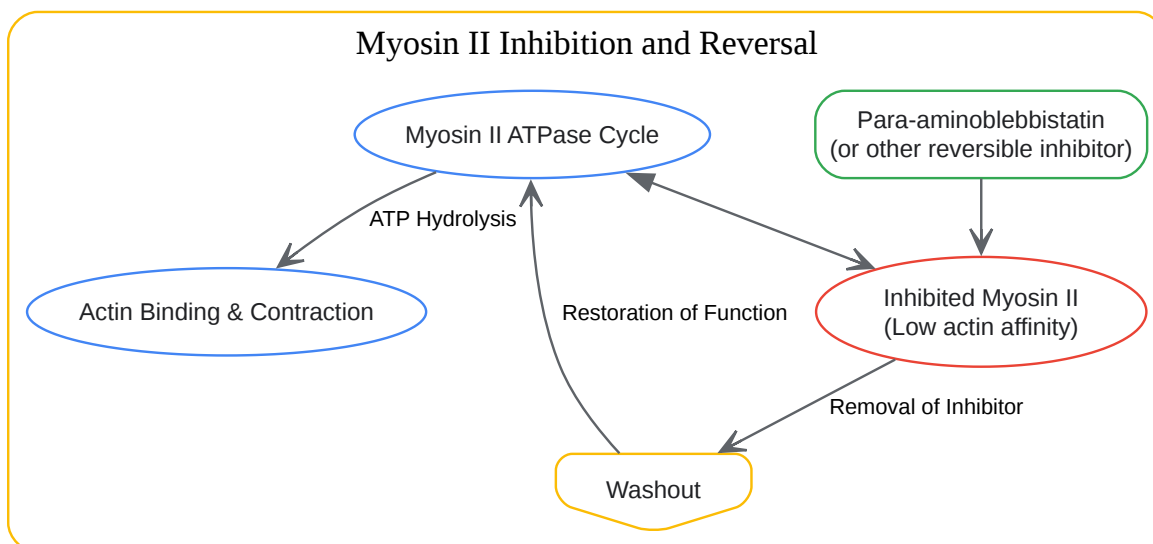 Myosin II Inhibition and Reversal
Myosin II ATPase Cycle
Para-aminoblebbistatin
(or other reversible inhibitor)
ATP Hydrolysis
Actin Binding & Contraction
Restoration of Function
Inhibited Myosin II
(Low actin affinity)
Removal of Inhibitor
Washout